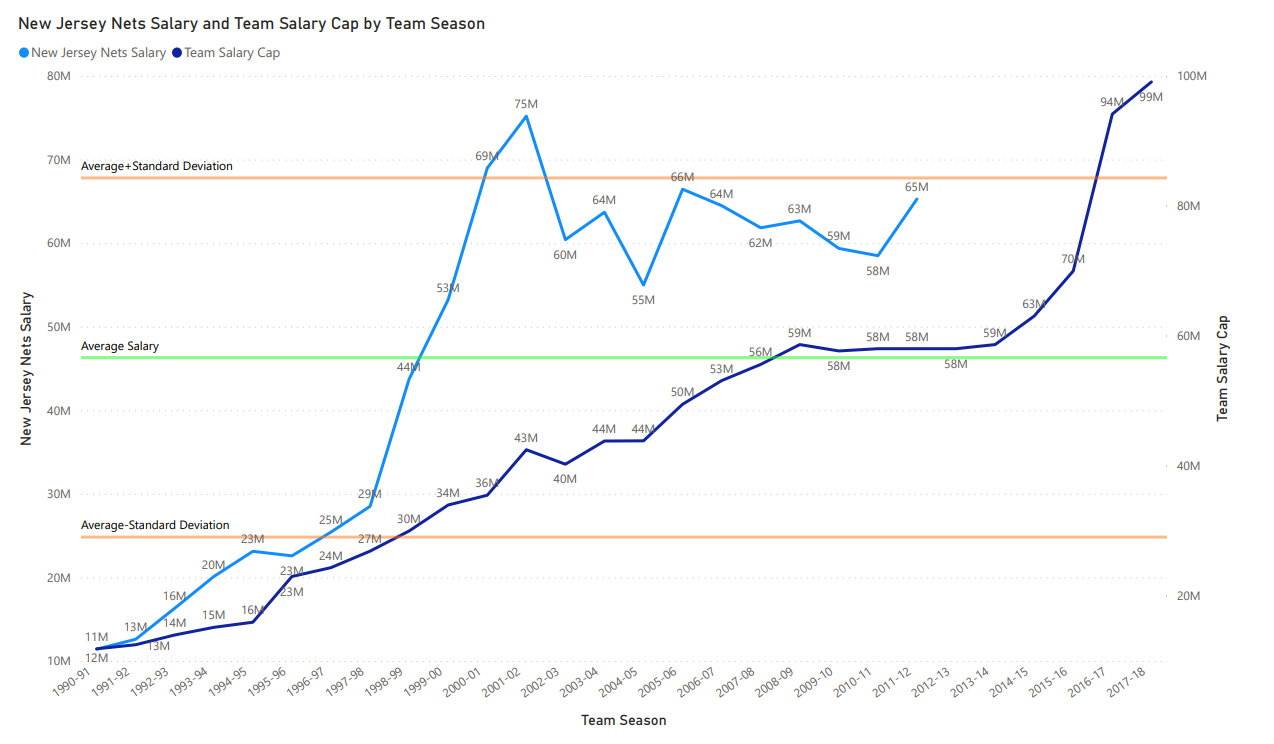 New Jersey Nets Salary and Team Salary Cap by Team Season
New Jersey Nets Salary Team Salary Cap
80M 100M
75M
94M 99M
69M
70M
Average+Standard Deviation
66M
65M
64M 64M
80M
63M
62M
60M
60M
59M
58M
55M
53M
70M
63M
50M
60M
59M 58M 58M 59M
Average Salary
56M
58M 58M
53M
44M
50M
40M
43M 44M 44M
40M
40M
36M
34M
30M
29M
30M
25M
Average-Standard Deviation
23M
27M
24M
23M
23M
20M
20M
20M
16M
16M
15M
14M
13M
13M
11M
12M
10M
1990-91 1991-92 1992-93 1993-94 1994-95 1995-96 1996-97 1997-98 1998-99 1999-00 2000-01 2001-02 2002-03 2003-04 2004-05 2005-06 2006-07 2007-08 2008-09 2009-10 2010-11 2011-12 2012-13 2013-14 2014-15 2015-16 2016-17 2017-18
New Jersey Nets Salary
Team Salary Cap
Team Season